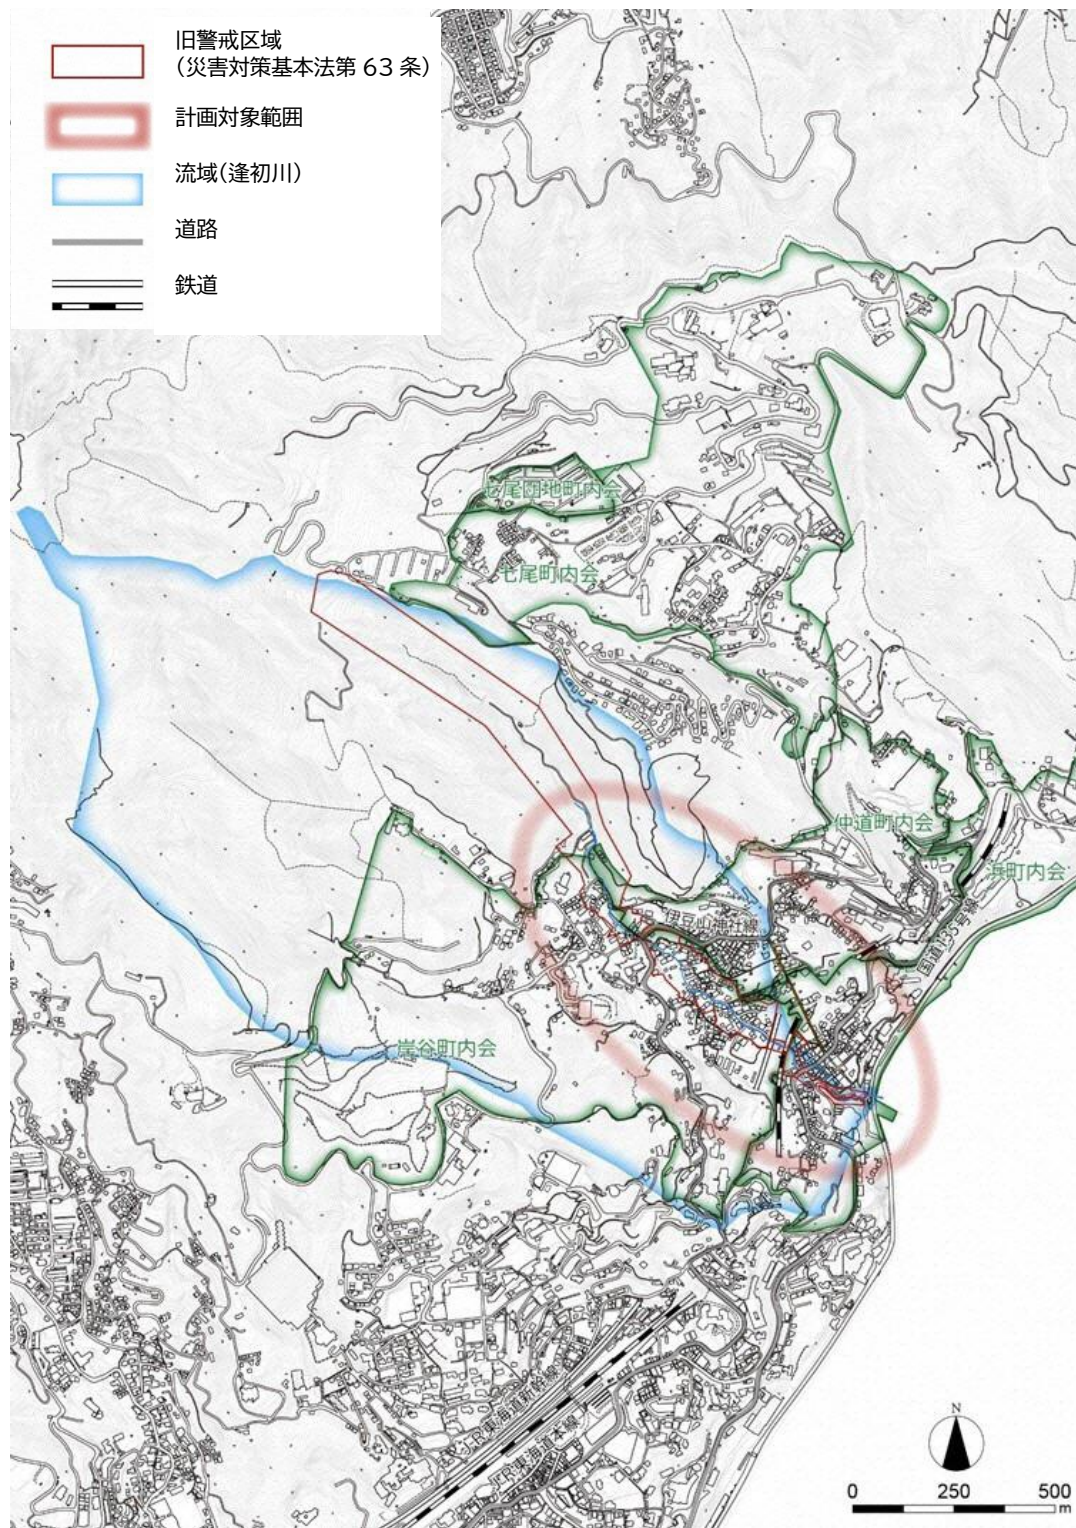 旧警戒区域
（災害対策基本法第 63 条）
計画対象範囲
流域（逢初川）
道路
鉄道
七尾団地町内会
七尾町内会
仲道町内会
浜町内会
伊豆山神社線
国道135号線
岸谷町内会
JR東海道新幹線
JR東海道本線
N
0 250 500
m